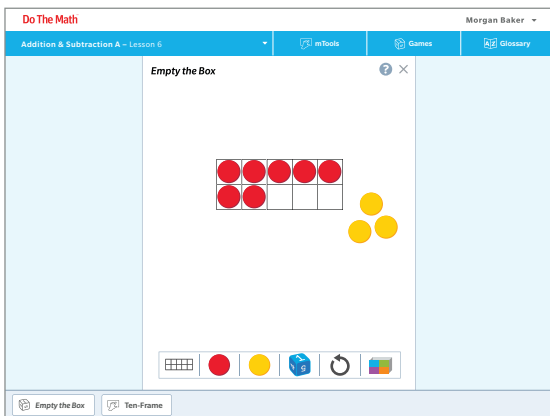 Do The Math
Morgan Baker
Addition & Subtraction A – Lesson 6
mTools
Games
Glossary
Empty the Box
?
Empty the Box
Ten-Frame